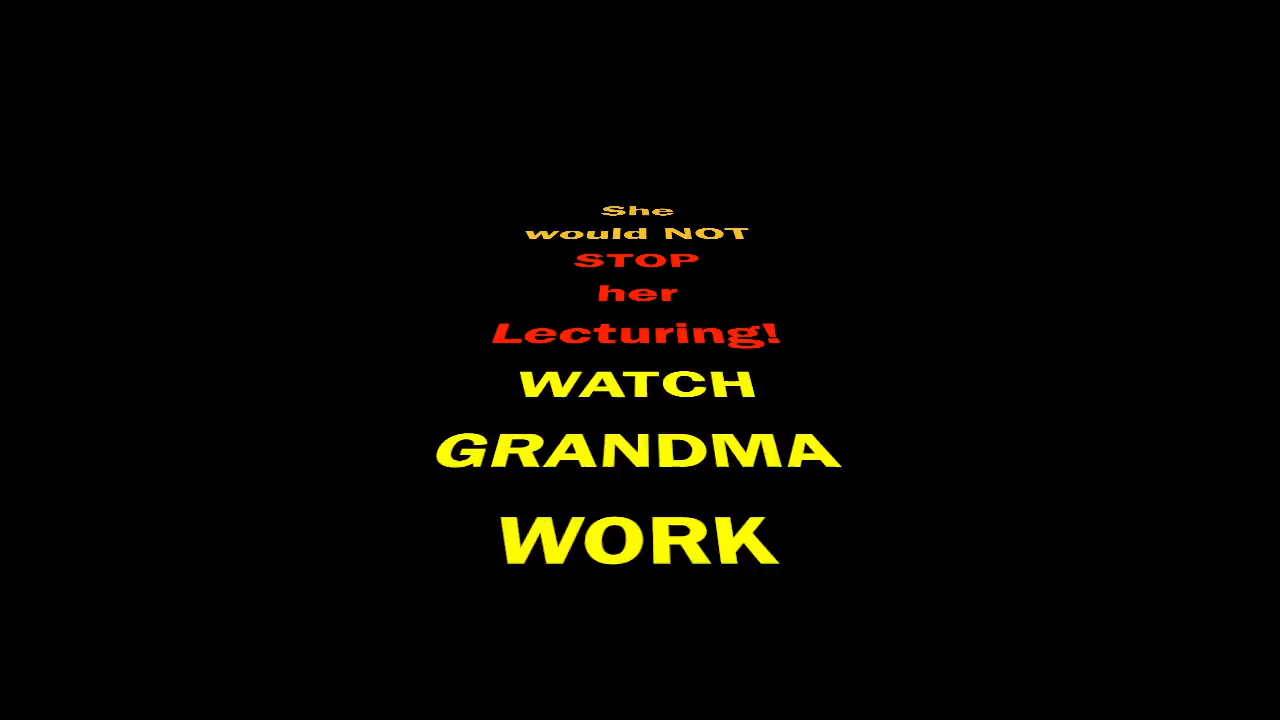 She
would NOT
STOP
her
Lecturing!
WATCH
GRANDMA
WORK